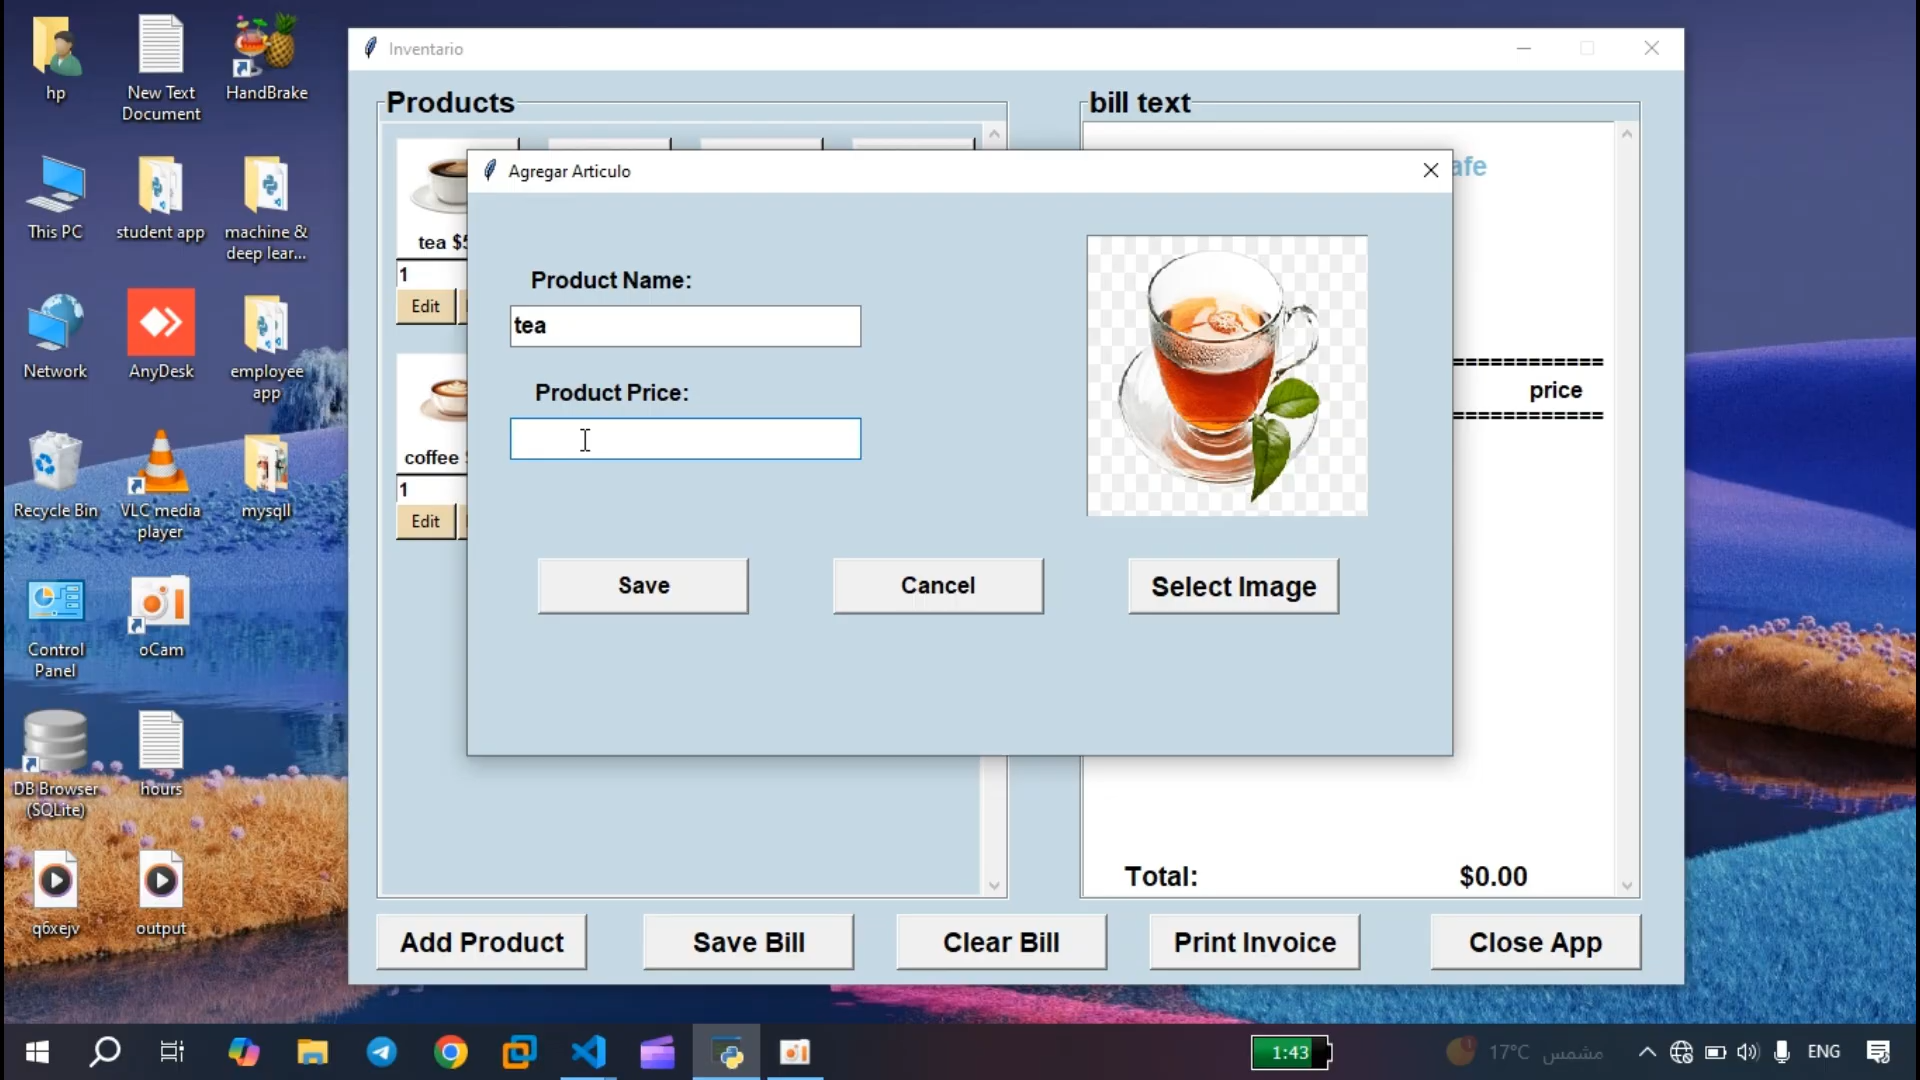 hp
New Text
Document
HandBrake
This PC
student app
machine &
deep lear...
Network
AnyDesk
employee
app
Recycle Bin
VLC media
player
mysqll
Control
Panel
oCam
DB Browser
(SQLite)
hours
q6xejv
output
Inventario
Products
bill text
afe
tea $5
1
Edit
coffee
1
Edit
============
price
============
Total:
$0.00
Agregar Articulo
Product Name:
tea
Product Price:
Save
Cancel
Select Image
Add Product
Save Bill
Clear Bill
Print Invoice
Close App
1:43
1
17°C مشمس
ENG